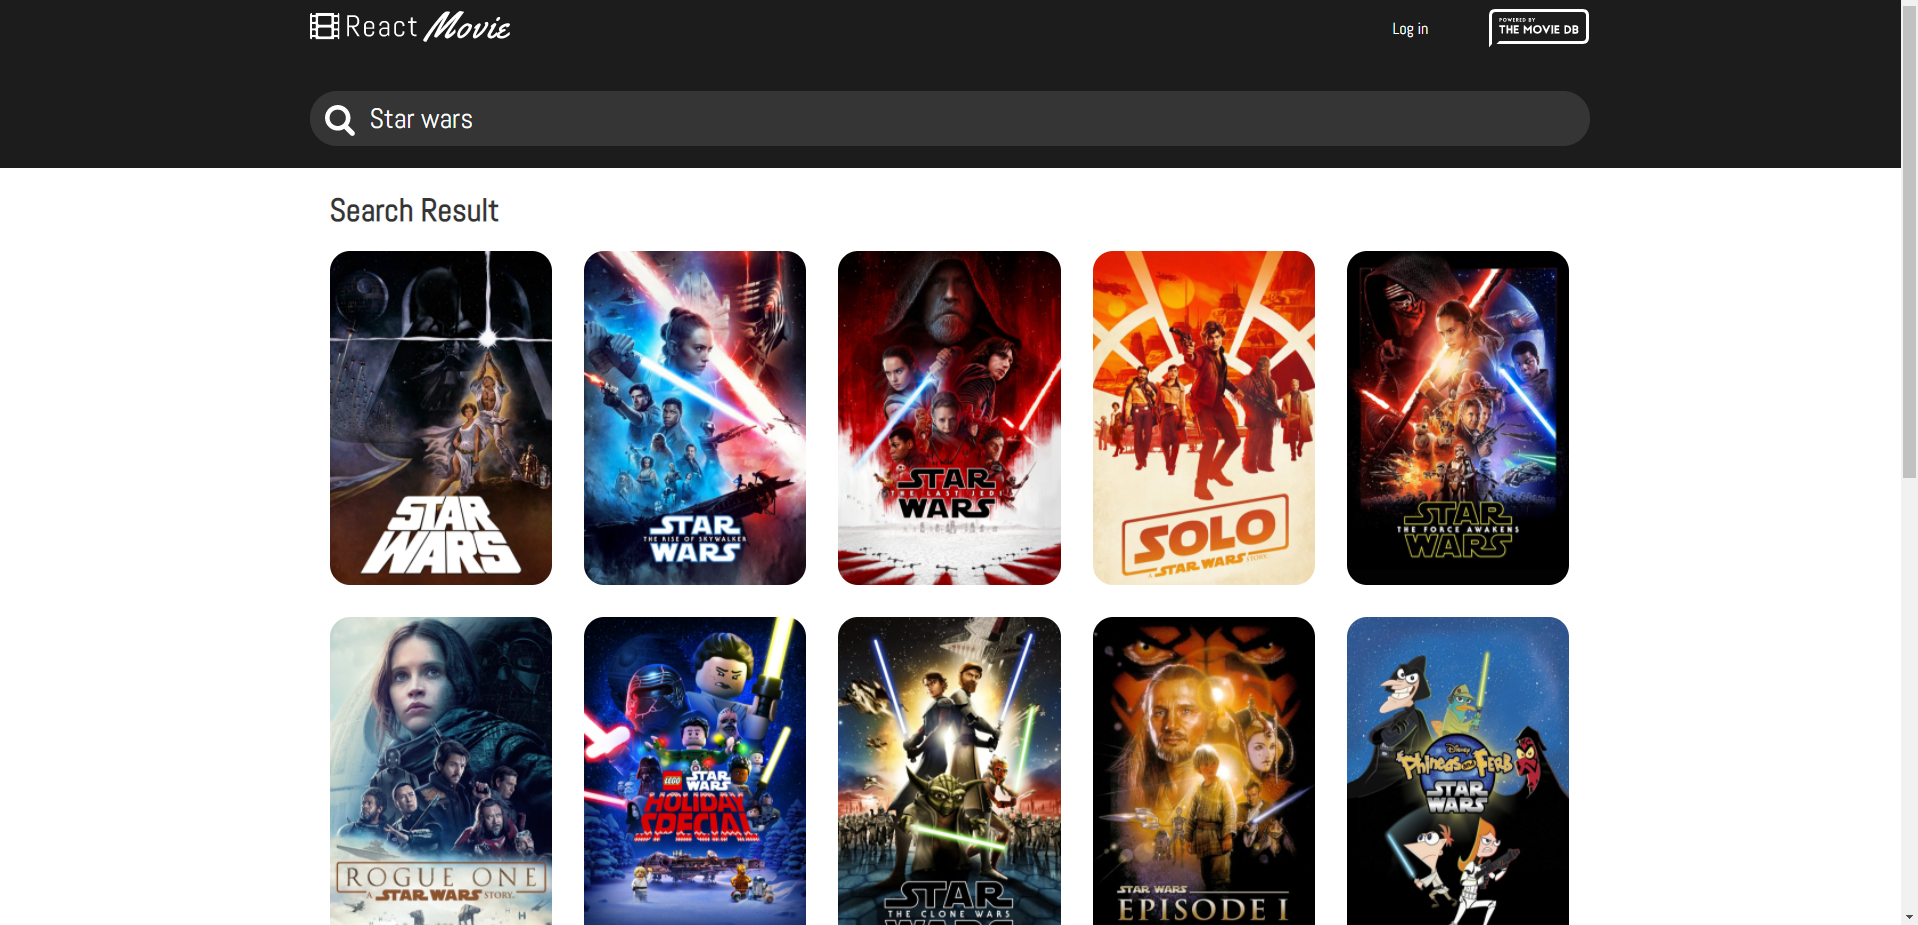 React Movie
Log in
POWERED BY
THE MOVIE DB
Star wars
Search Result
STAR
WARS
STAR
THE RISE OF SKYWALKER
WARS
STAR
THE LAST JEDI
WARS
SOLO
A STAR WARS STORY
STAR
THE FORCE AWAKENS
WARS
ROGUE ONE
A STAR WARS STORY
LEGO STAR WARS
HOLIDAY
SPECIAL
STAR
THE CLONE WARS
WARS
STAR WARS
EPISODE I
Disney
Phineas and Ferb
STAR
WARS